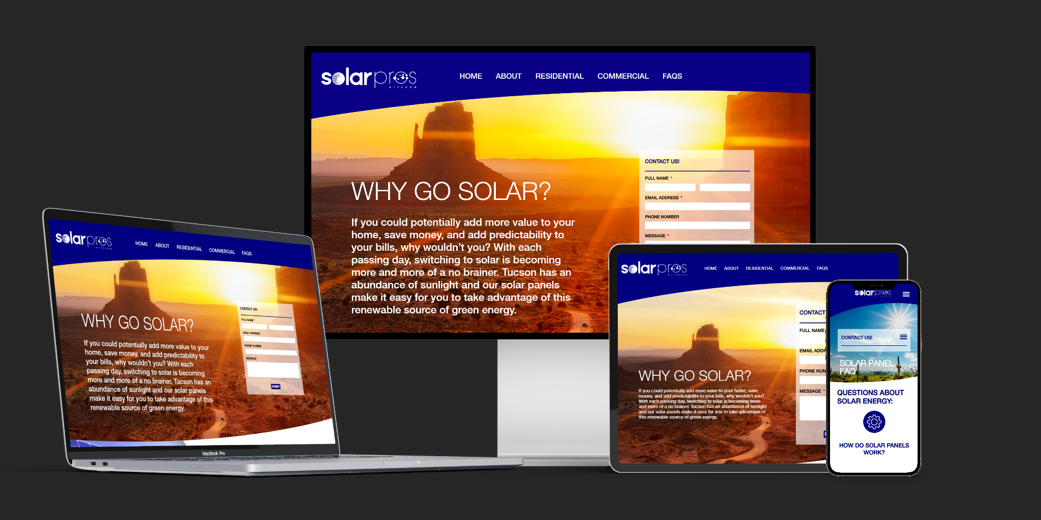 solarpros
ARIZONA
HOME ABOUT RESIDENTIAL COMMERCIAL FAQS
CONTACT US!
FULL NAME *
EMAIL ADDRESS *
PHONE NUMBER
MESSAGE *
WHY GO SOLAR?
If you could potentially add more value to your
home, save money, and add predictability to
your bills, why wouldn't you? With each
passing day, switching to solar is becoming
more and more of a no brainer. Tucson has an
abundance of sunlight and our solar panels
make it easy for you to take advantage of this
renewable source of green energy.
solarpros
HOME ABOUT RESIDENTIAL COMMERCIAL FAQS
CONTACT US!
FULL NAME *
EMAIL ADDRESS *
PHONE NUMBER
MESSAGE *
WHY GO SOLAR?
If you could potentially add more value to your
home, save money, and add predictability to
your bills, why wouldn't you? With each
passing day, switching to solar is becoming
more and more of a no brainer. Tucson has an
abundance of sunlight and our solar panels
make it easy for you to take advantage of this
renewable source of green energy.
MacBook Pro
solarpros
HOME ABOUT RESIDENTIAL COMMERCIAL FAQS
CONTACT
FULL NAME
EMAIL ADDR
PHONE NUM
MESSAGE *
WHY GO SOLAR?
If you could potentially add more value to your home, save
money, and add predictability to your bills, why wouldn't
you? With each passing day, switching to solar is becoming
more and more of a no brainer. Tucson has an
abundance of sunlight and our solar panels make it easy for you to take advantage of
this renewable source of green energy.
solarpros
CONTACT US!
SOLAR PANEL
FAQ
QUESTIONS ABOUT
SOLAR ENERGY:
HOW DO SOLAR PANELS
WORK?